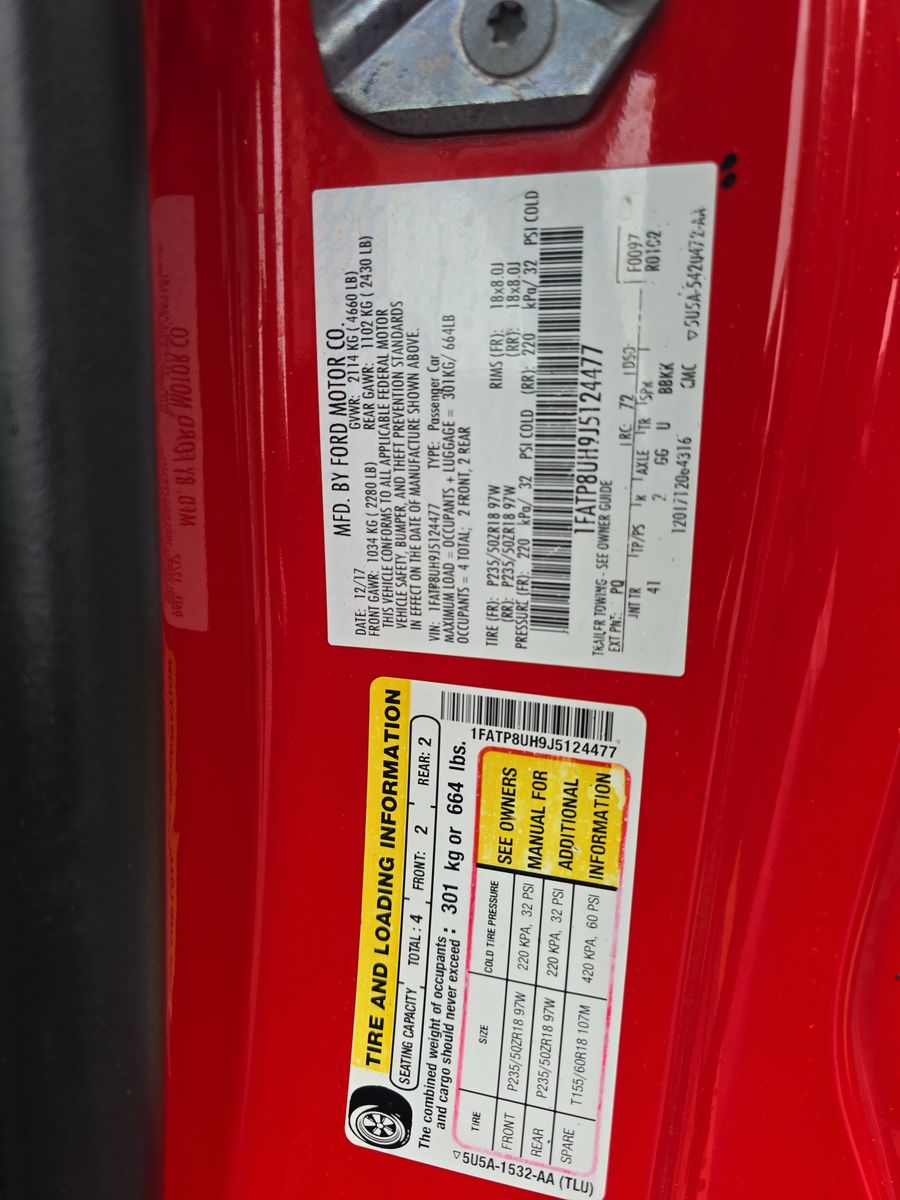 MFD. BY FORD MOTOR CO.
DATE: 12/17 GVWR: 2114 KG ( 4660 LB)
FRONT GAWR: 1034 KG (2280 LB) REAR GAWR: 1102 KG ( 2430 LB)
THIS VEHICLE CONFORMS TO ALL APPLICABLE FEDERAL MOTOR
VEHICLE SAFETY, BUMPER, AND THEFT PREVENTION STANDARDS
IN EFFECT ON THE DATE OF MANUFACTURE SHOWN ABOVE.
VIN: 1FATP8UH9J5124477 TYPE: Passenger Car
MAXIMUM LOAD = OCCUPANTS + LUGGAGE = 301KG/ 664LB
OCCUPANTS = 4 TOTAL; 2 FRONT, 2 REAR
TIRE (FR): P235/50ZR18 97W RIMS (FR): 18x8.0J
(RR): P235/50ZR18 97W (RR): 18x8.0J
PRESSURE (FR): 220 kPa/ 32 PSI COLD (RR): 220 kPa/ 32 PSI COLD
1FATP8UH9J5124477
TRAILER TOWING - SEE OWNER GUIDE
EXT PNT: PQ RC: 72 DSO: F0097
INT TR TP/PS R AXLE TR SPR R0102
41 2 GG U BBKK
CMC
▽5U5A-5420472-AA
TIRE AND LOADING INFORMATION
SEATING CAPACITY TOTAL : 4 FRONT: 2 REAR: 2
The combined weight of occupants
and cargo should never exceed : 301 kg or 664 lbs.
1FATP8UH9J5124477
TIRE SIZE COLD TIRE PRESSURE
FRONT P235/50ZR18 97W 220 KPA, 32 PSI
REAR P235/50ZR18 97W 220 KPA, 32 PSI
SPARE T155/60R18 107M 420 KPA, 60 PSI
SEE OWNERS
MANUAL FOR
ADDITIONAL
INFORMATION
▽5U5A-1532-AA (TLU)